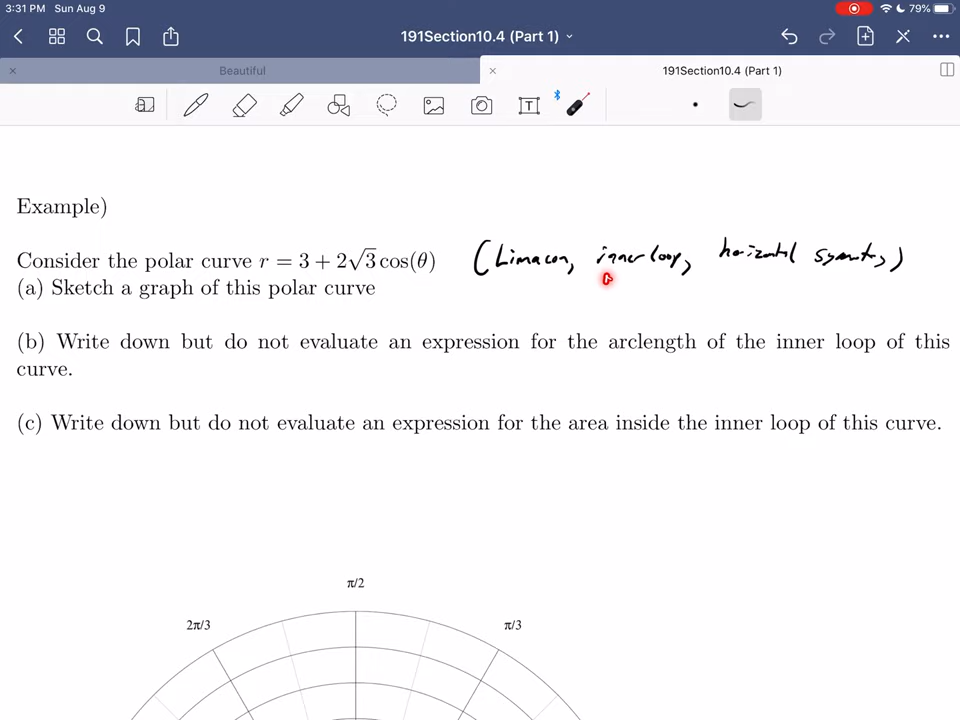 3:31 PM Sun Aug 9
79%
191Section10.4 (Part 1)
Beautiful
191Section10.4 (Part 1)
T
Example)
Consider the polar curve r = 3 + 2√3 cos(θ) (Limacon, inner loop, horizontal symmetry)
(a) Sketch a graph of this polar curve
(b) Write down but do not evaluate an expression for the arclength of the inner loop of this
curve.
(c) Write down but do not evaluate an expression for the area inside the inner loop of this curve.
π/2
2π/3
π/3